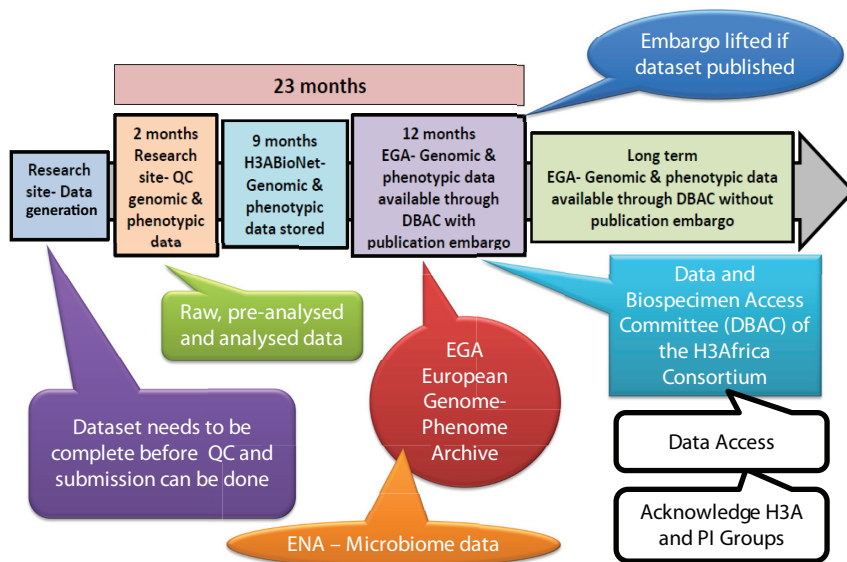 Embargo lifted if
dataset published
23 months
Research
site- Data
generation
2 months
Research
site- QC
genomic &
phenotypic
data
9 months
H3ABioNet-
Genomic &
phenotypic
data stored
12 months
EGA- Genomic &
phenotypic data
available through
DBAC with
publication embargo
Long term
EGA- Genomic & phenotypic data
available through DBAC without
publication embargo
Raw, pre-analysed
and analysed data
Dataset needs to be
complete before QC and
submission can be done
EGA
European
Genome-
Phenome
Archive
ENA – Microbiome data
Data and
Biospecimen Access
Committee (DBAC) of
the H3Africa
Consortium
Data Access
Acknowledge H3A
and PI Groups